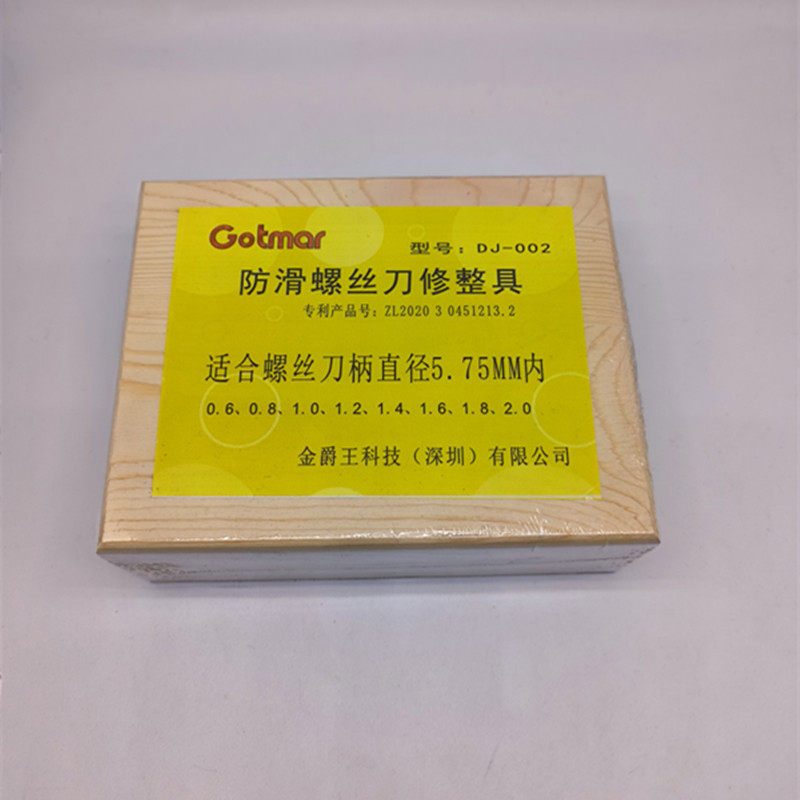 Gotmar
型号：DJ-002
防滑螺丝刀修整具
专利产品号：ZL2020 3 0451213.2
适合螺丝刀柄直径5.75MM内
0.6、0.8、1.0、1.2、1.4、1.6、1.8、2.0
金爵王科技（深圳）有限公司